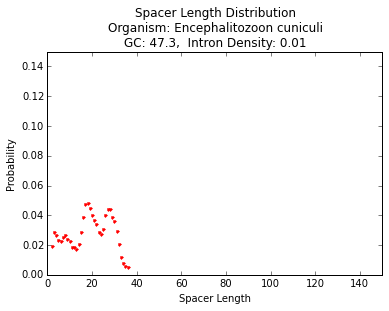 Spacer Length Distribution
Organism: Encephalitozoon cuniculi
GC: 47.3,  Intron Density: 0.01
0.14
0.12
0.10
0.08
0.06
0.04
0.02
0.00
Probability
0 20 40 60 80 100 120 140
Spacer Length